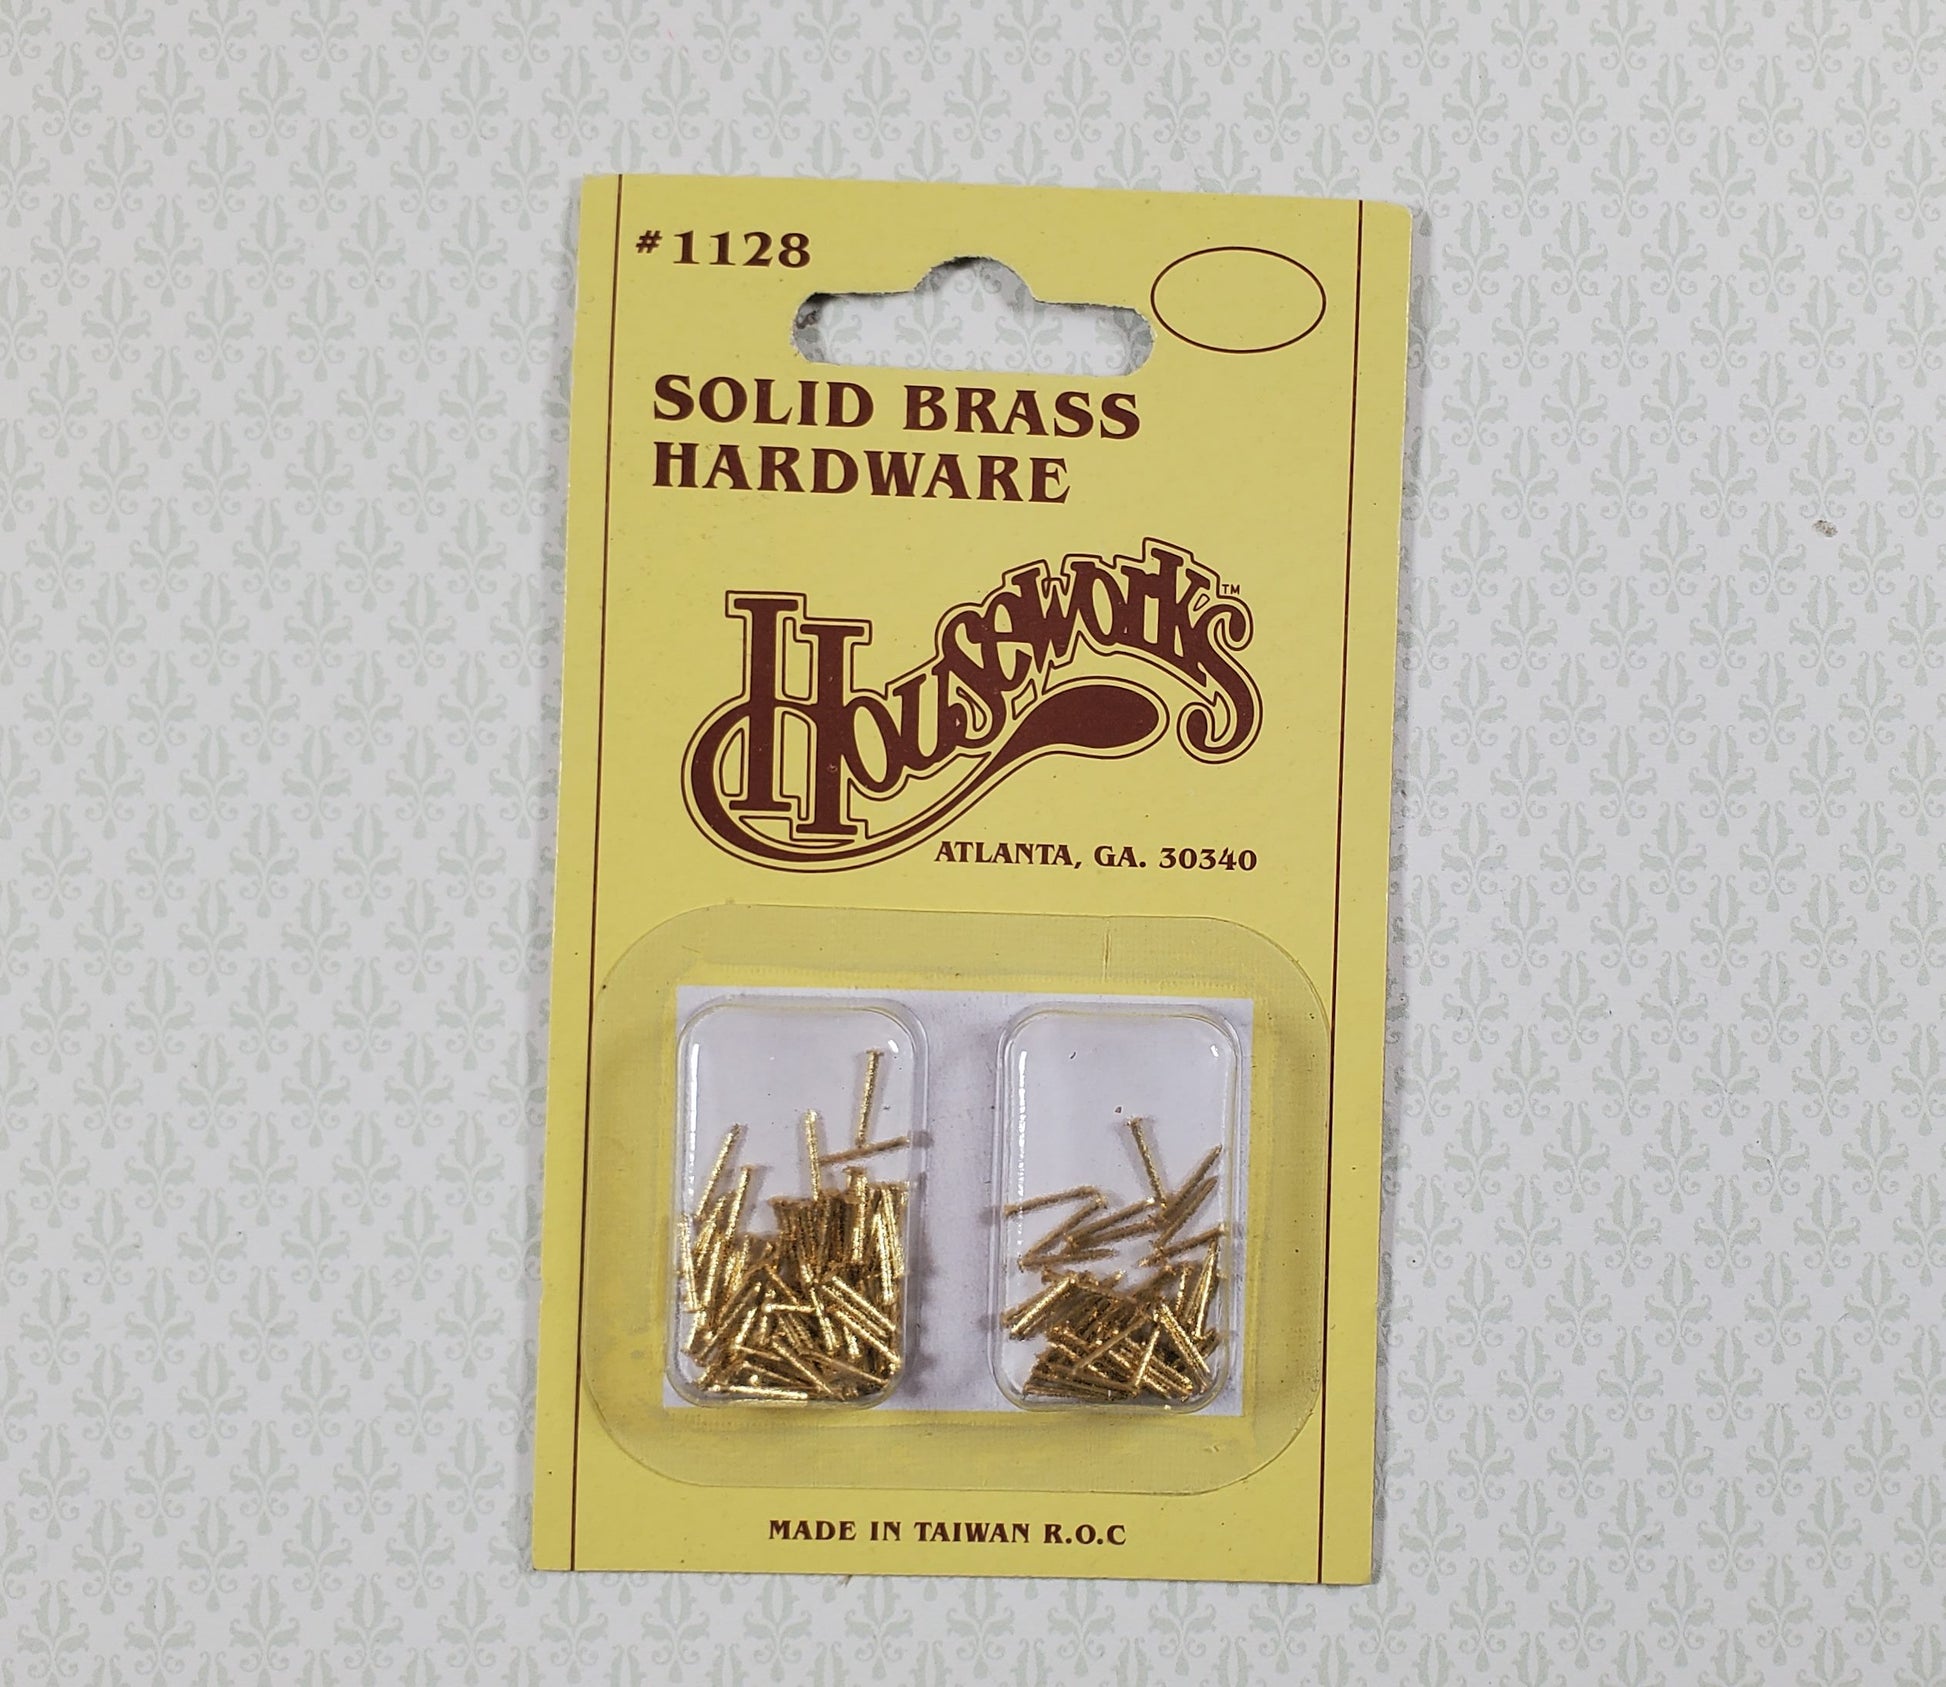 #1128
SOLID BRASS
HARDWARE
Houseworks™
ATLANTA, GA. 30340
MADE IN TAIWAN R.O.C